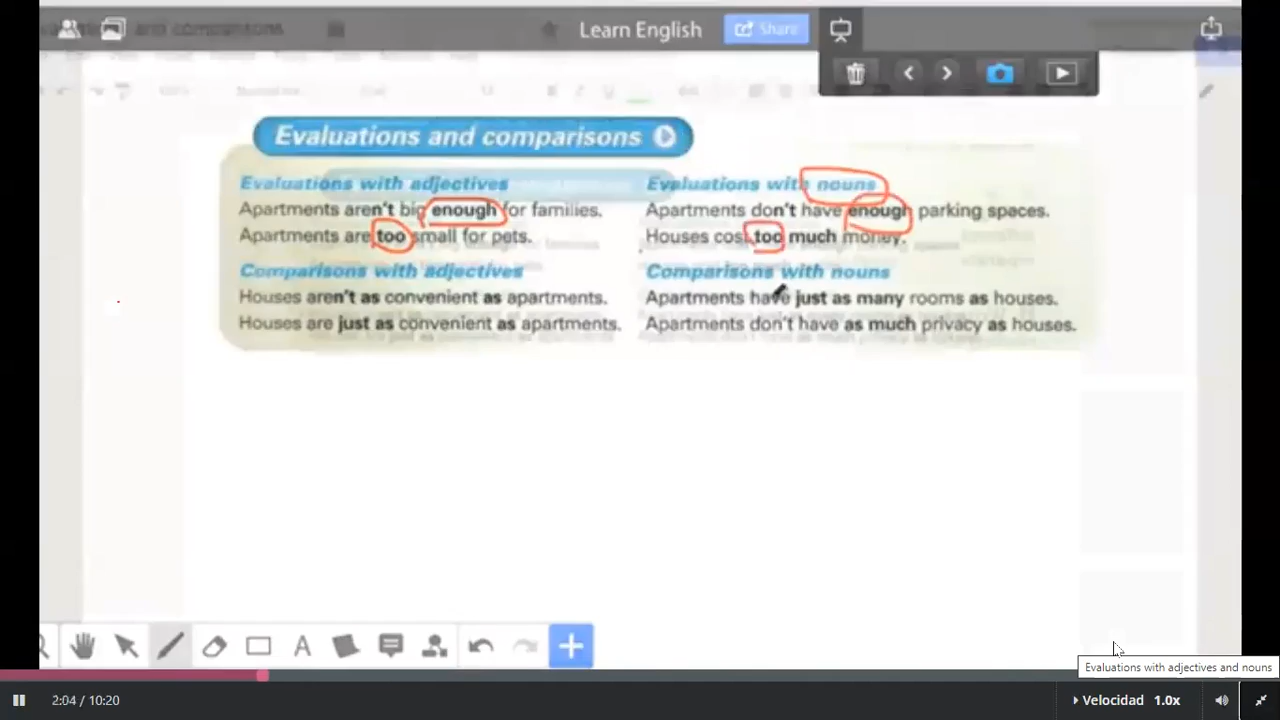 Learn English
Share
Evaluations and comparisons
Evaluations with adjectives
Apartments aren't big enough for families.
Apartments are too small for pets.
Comparisons with adjectives
Houses aren't as convenient as apartments.
Houses are just as convenient as apartments.
Evaluations with nouns
Apartments don't have enough parking spaces.
Houses cost too much money.
Comparisons with nouns
Apartments have just as many rooms as houses.
Apartments don't have as much privacy as houses.
Evaluations with adjectives and nouns
2:04 / 10:20
Velocidad 1.0x